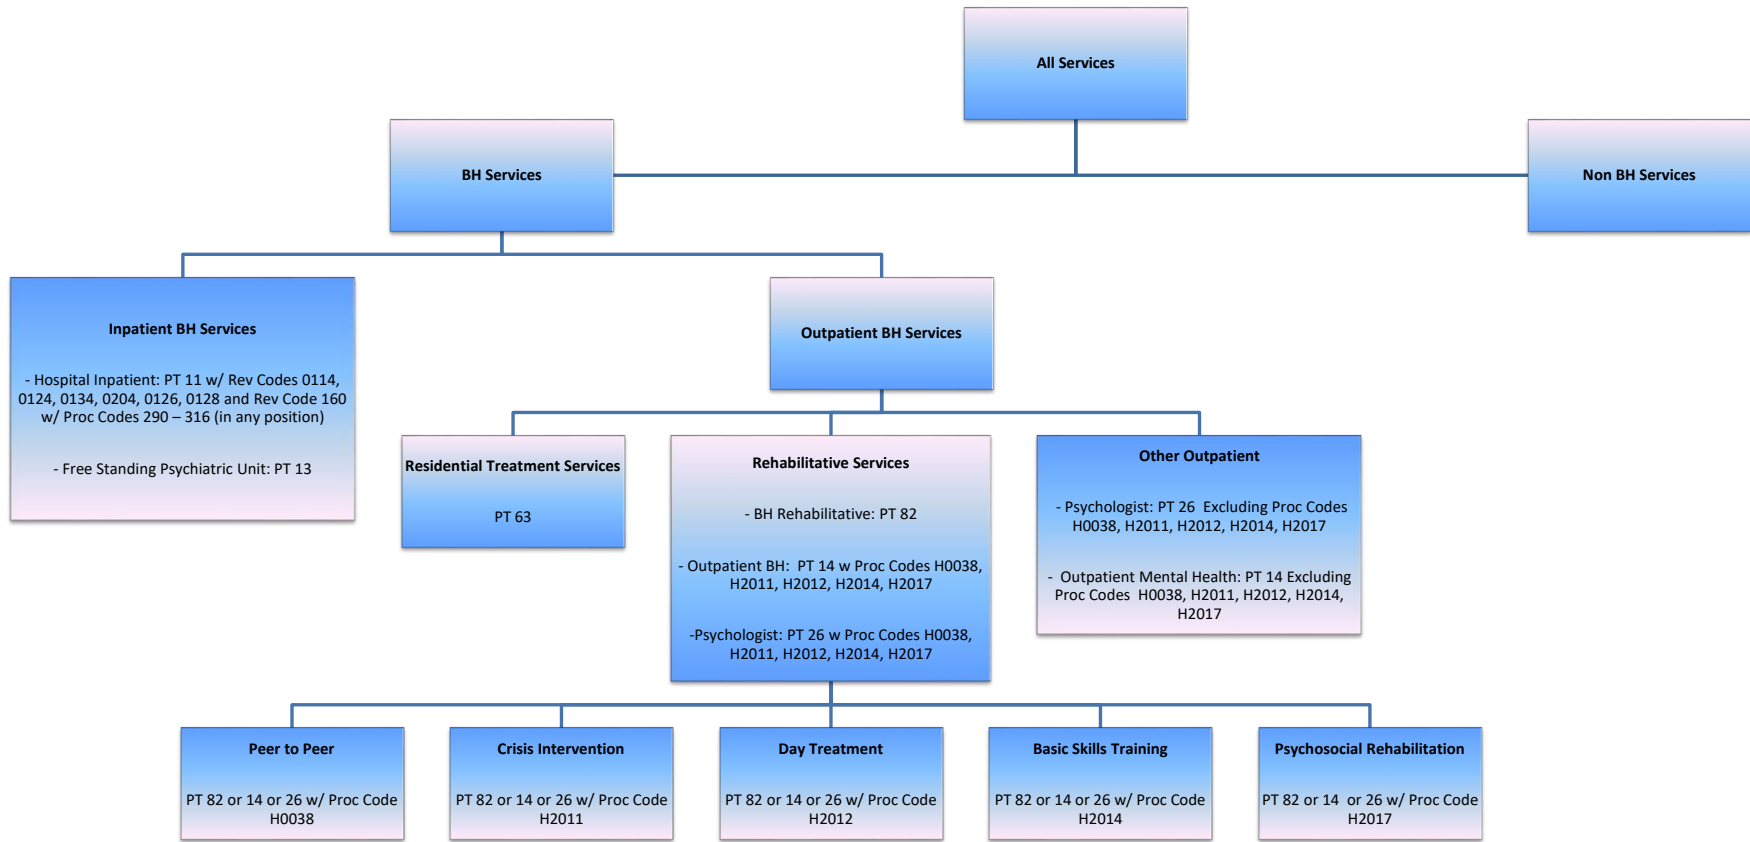 All Services
BH Services
Non BH Services
Inpatient BH Services
- Hospital Inpatient: PT 11 w/ Rev Codes 0114,
0124, 0134, 0204, 0126, 0128 and Rev Code 160
w/ Proc Codes 290 – 316 (in any position)
- Free Standing Psychiatric Unit: PT 13
Outpatient BH Services
Residential Treatment Services
PT 63
Rehabilitative Services
- BH Rehabilitative: PT 82
- Outpatient BH:  PT 14 w Proc Codes H0038,
H2011, H2012, H2014, H2017
-Psychologist: PT 26 w Proc Codes H0038,
H2011, H2012, H2014, H2017
Other Outpatient
- Psychologist: PT 26  Excluding Proc Codes
H0038, H2011, H2012, H2014, H2017
-  Outpatient Mental Health: PT 14 Excluding
Proc Codes  H0038, H2011, H2012, H2014,
H2017
Peer to Peer
PT 82 or 14 or 26 w/ Proc Code
H0038
Crisis Intervention
PT 82 or 14 or 26 w/ Proc Code
H2011
Day Treatment
PT 82 or 14 or 26 w/ Proc Code
H2012
Basic Skills Training
PT 82 or 14 or 26 w/ Proc Code
H2014
Psychosocial Rehabilitation
PT 82 or 14  or 26 w/ Proc Code
H2017